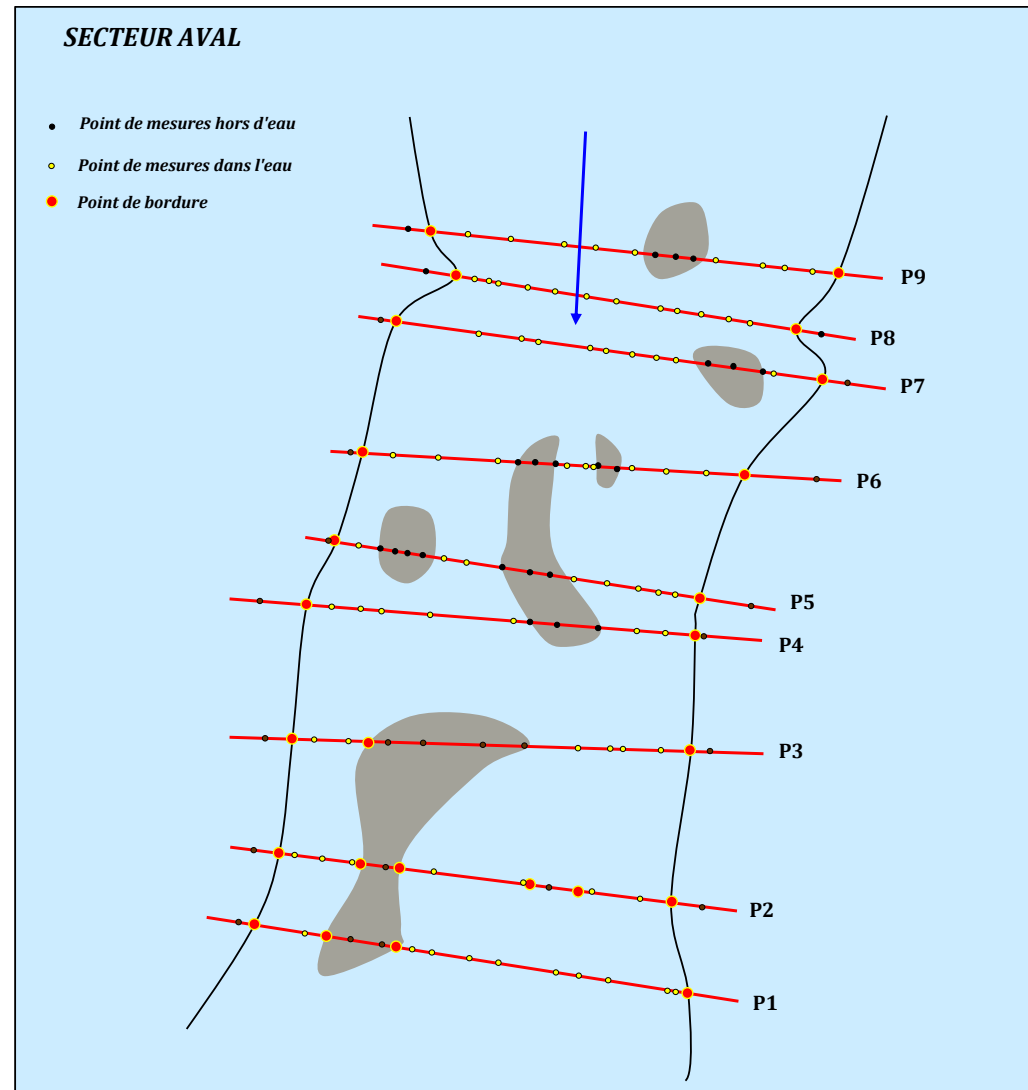 SECTEUR AVAL
Point de mesures hors d'eau
Point de mesures dans l'eau
Point de bordure
P9
P8
P7
P6
P5
P4
P3
P2
P1